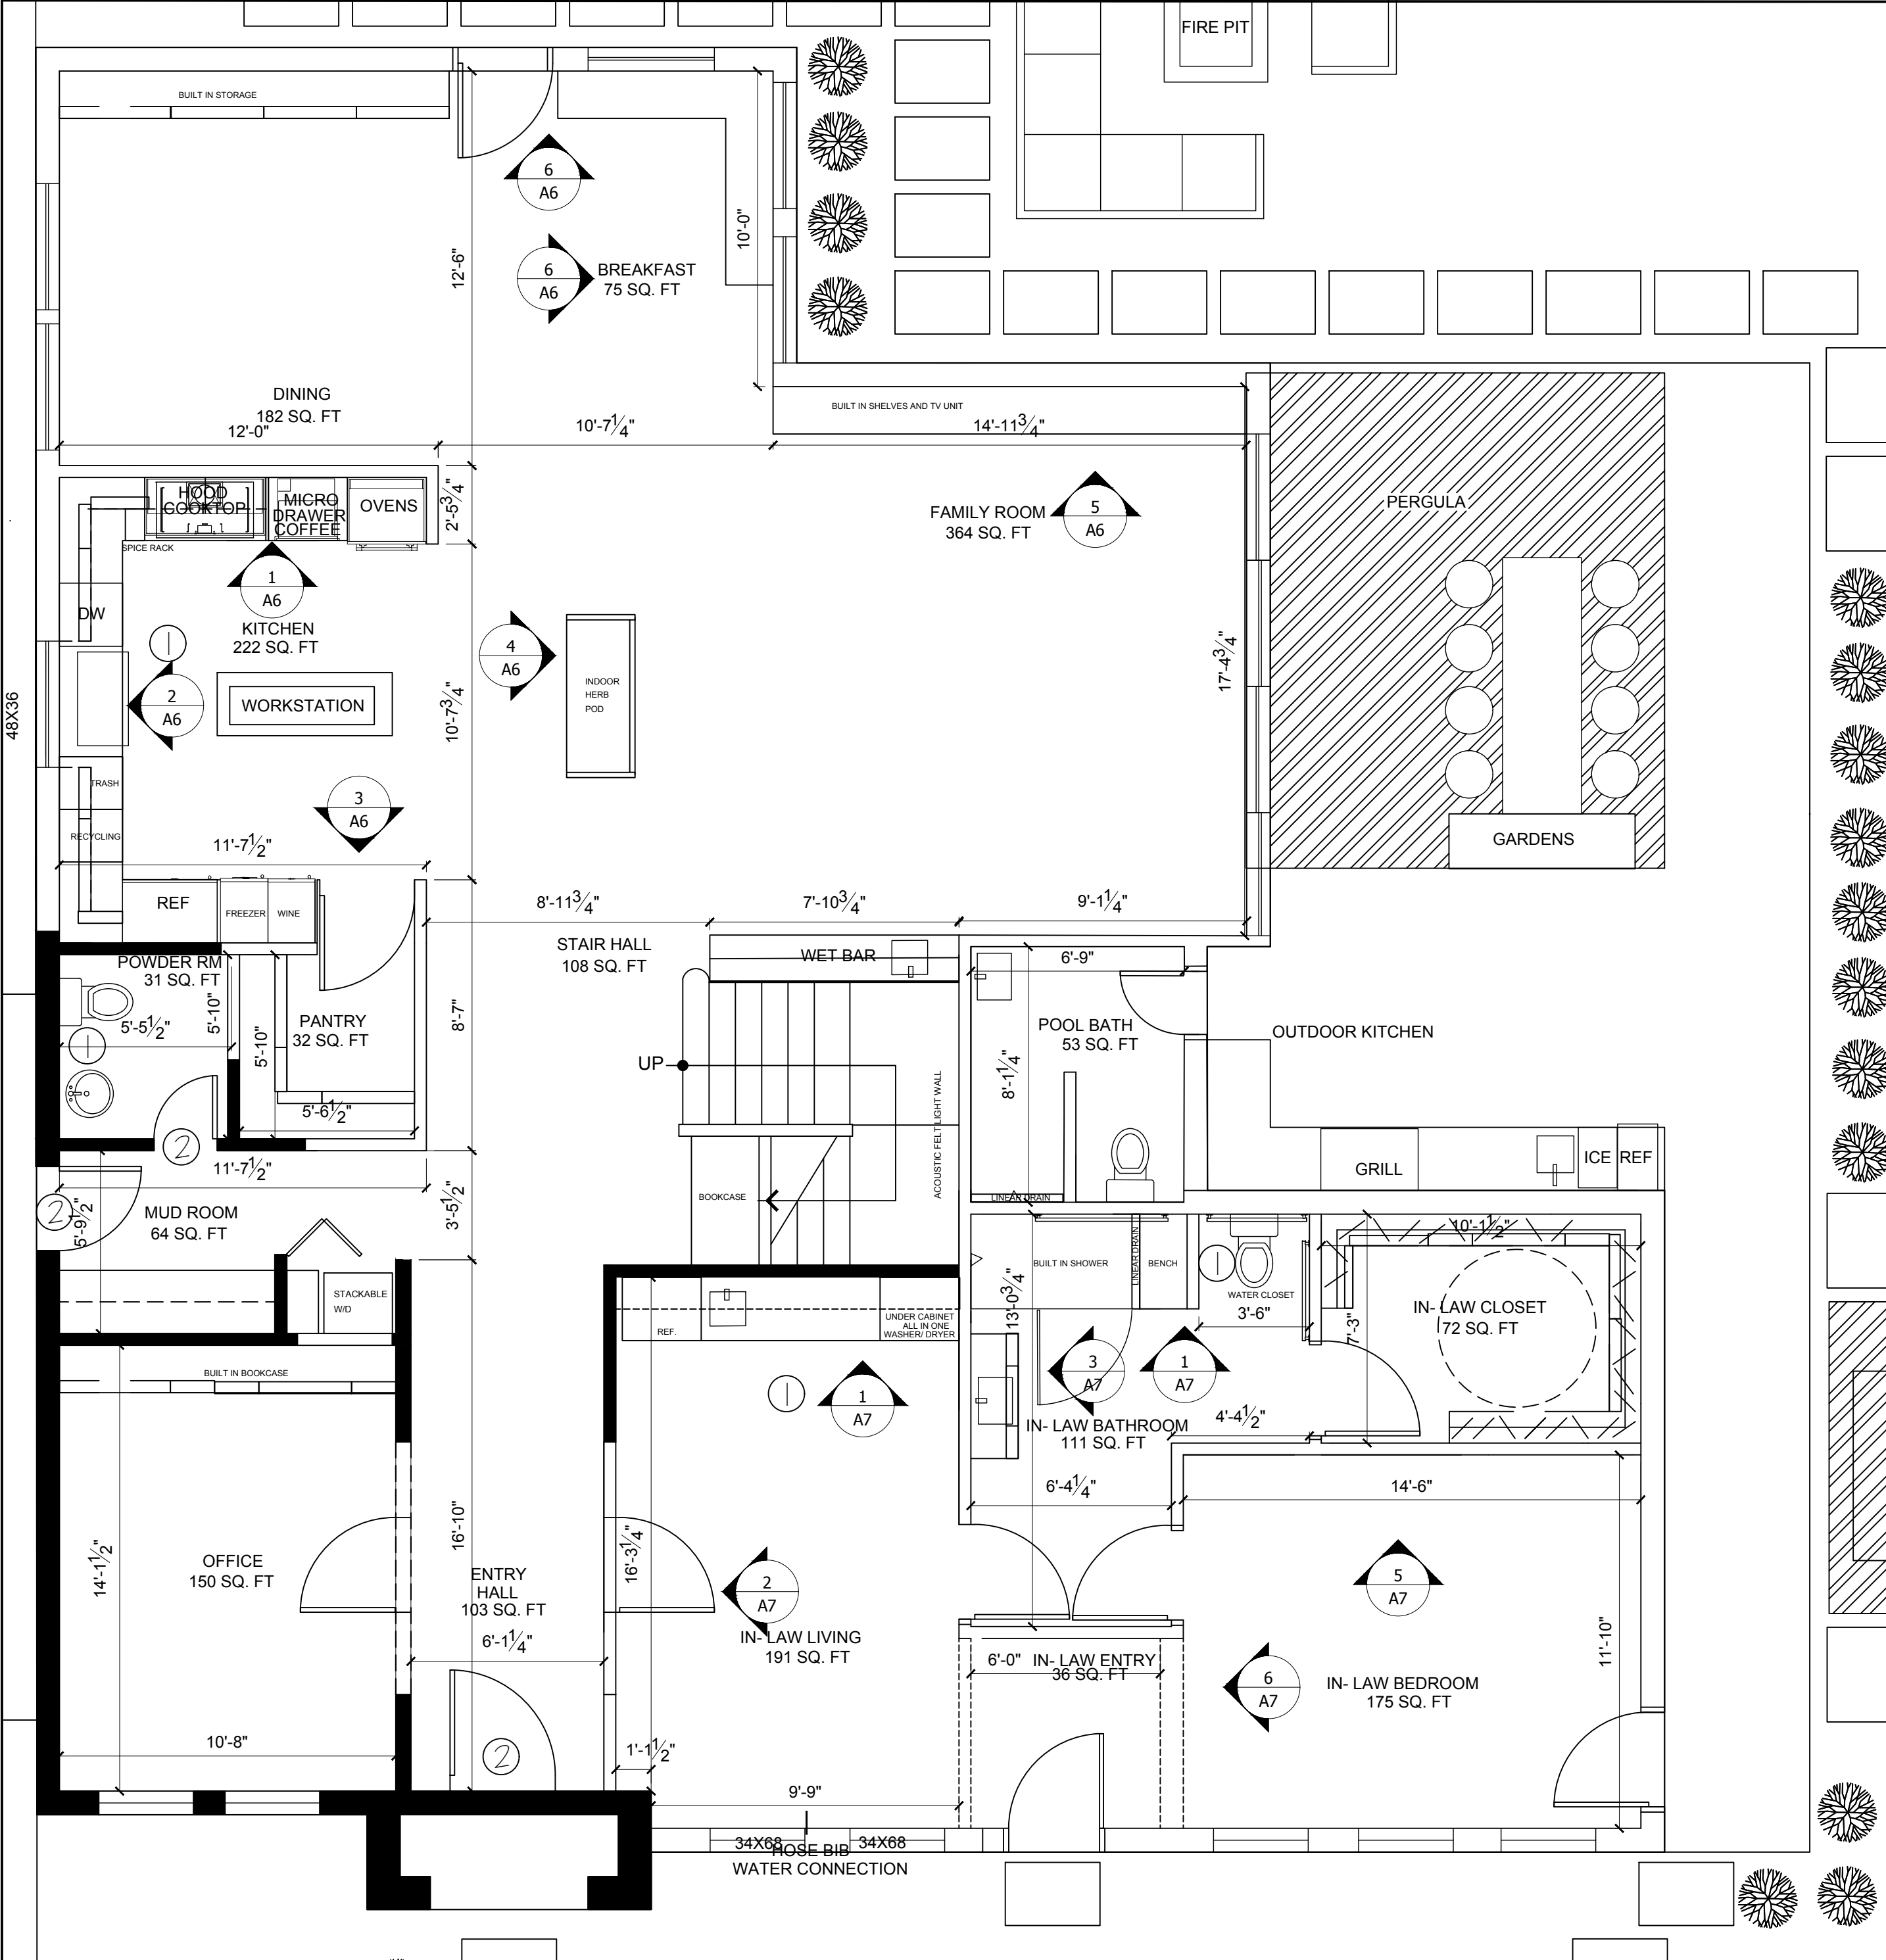 FIRE PIT
BUILT IN STORAGE
6
A6
12'-6"
10'-0"
6
A6
BREAKFAST
75 SQ. FT
DINING
182 SQ. FT
12'-0"
10'-7 1/4"
BUILT IN SHELVES AND TV UNIT
14'-11 3/4"
HOOD
COOKTOP
MICRO
DRAWER
COFFEE
OVENS
2'-5 3/4"
SPICE RACK
FAMILY ROOM
364 SQ. FT
5
A6
PERGULA
1
A6
DW
KITCHEN
222 SQ. FT
4
A6
INDOOR
HERB
POD
17'-4 3/4"
48X36
2
A6
WORKSTATION
10'-7 3/4"
TRASH
RECYCLING
3
A6
11'-7 1/2"
GARDENS
REF
FREEZER
WINE
8'-11 3/4"
7'-10 3/4"
9'-1 1/4"
STAIR HALL
108 SQ. FT
WET BAR
6'-9"
POWDER RM
31 SQ. FT
5'-5 1/2"
5'-10"
5'-10"
PANTRY
32 SQ. FT
8'-7"
UP
POOL BATH
53 SQ. FT
8'-1 1/4"
OUTDOOR KITCHEN
5'-6 1/2"
ACOUSTIC FELT LIGHT WALL
2
11'-7 1/2"
GRILL
ICE
REF
2
5'-9 1/2"
MUD ROOM
64 SQ. FT
3'-5 1/2"
BOOKCASE
LINEAR DRAIN
10'-1 1/2"
BUILT IN SHOWER
LINEAR DRAIN
BENCH
WATER CLOSET
3'-6"
STACKABLE
W/D
13'-0 3/4"
7'-3"
IN- LAW CLOSET
72 SQ. FT
REF.
UNDER CABINET
ALL IN ONE
WASHER/ DRYER
BUILT IN BOOKCASE
1
A7
3
A7
1
A7
IN- LAW BATHROOM
111 SQ. FT
4'-4 1/2"
6'-4 1/4"
14'-6"
14'-1 1/2"
OFFICE
150 SQ. FT
16'-10"
ENTRY
HALL
103 SQ. FT
6'-1 1/4"
16'-3 1/4"
2
A7
IN- LAW LIVING
191 SQ. FT
5
A7
6'-0"
IN- LAW ENTRY
36 SQ. FT
6
A7
IN- LAW BEDROOM
175 SQ. FT
11'-10"
10'-8"
2
1'-1 1/2"
9'-9"
34X68
34X68
HOSE BIB
WATER CONNECTION